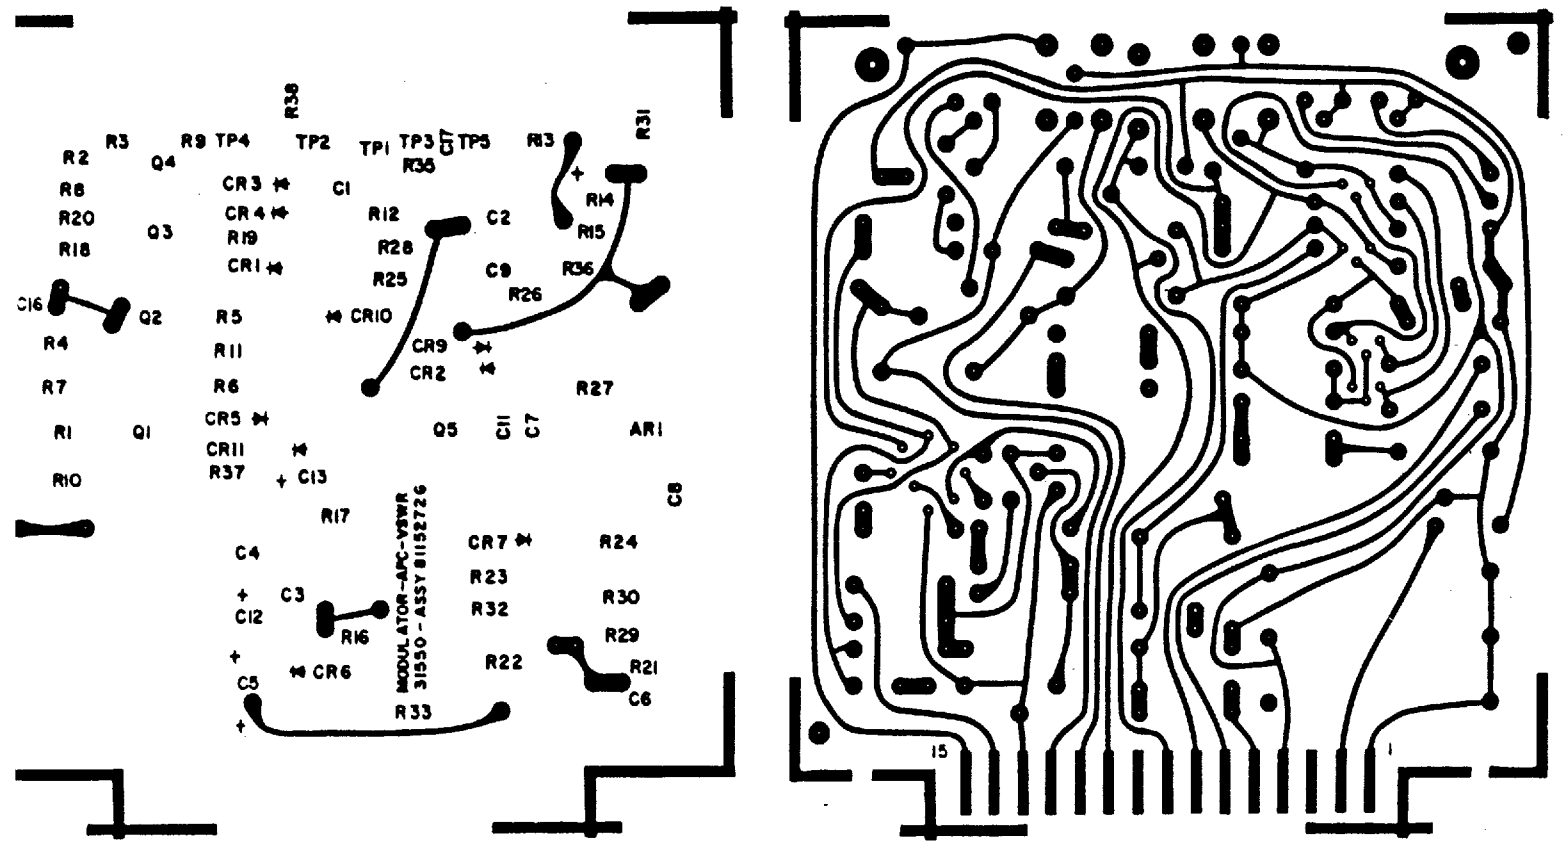 R38
R31
R3
R9
TP4
TP2
TP1
TP3
C17
TP5
R13
R2
Q4
R35
R8
CR3
C1
R14
R20
CR4
R12
C2
R18
Q3
R19
R28
R15
CR1
R25
C9
R36
R26
C16
Q2
R5
CR10
R4
R11
CR9
CR2
R7
R6
R27
CR5
R1
Q1
Q5
C11
C7
AR1
CR11
R10
R37
+ C13
C8
R17
MODULATOR-APC-VSWR
31550-ASSY 81152726
C4
CR7
R24
R23
+
C3
R30
C12
R32
R16
R29
+
CR6
R22
R21
C5
C6
R33
+
+
15
1